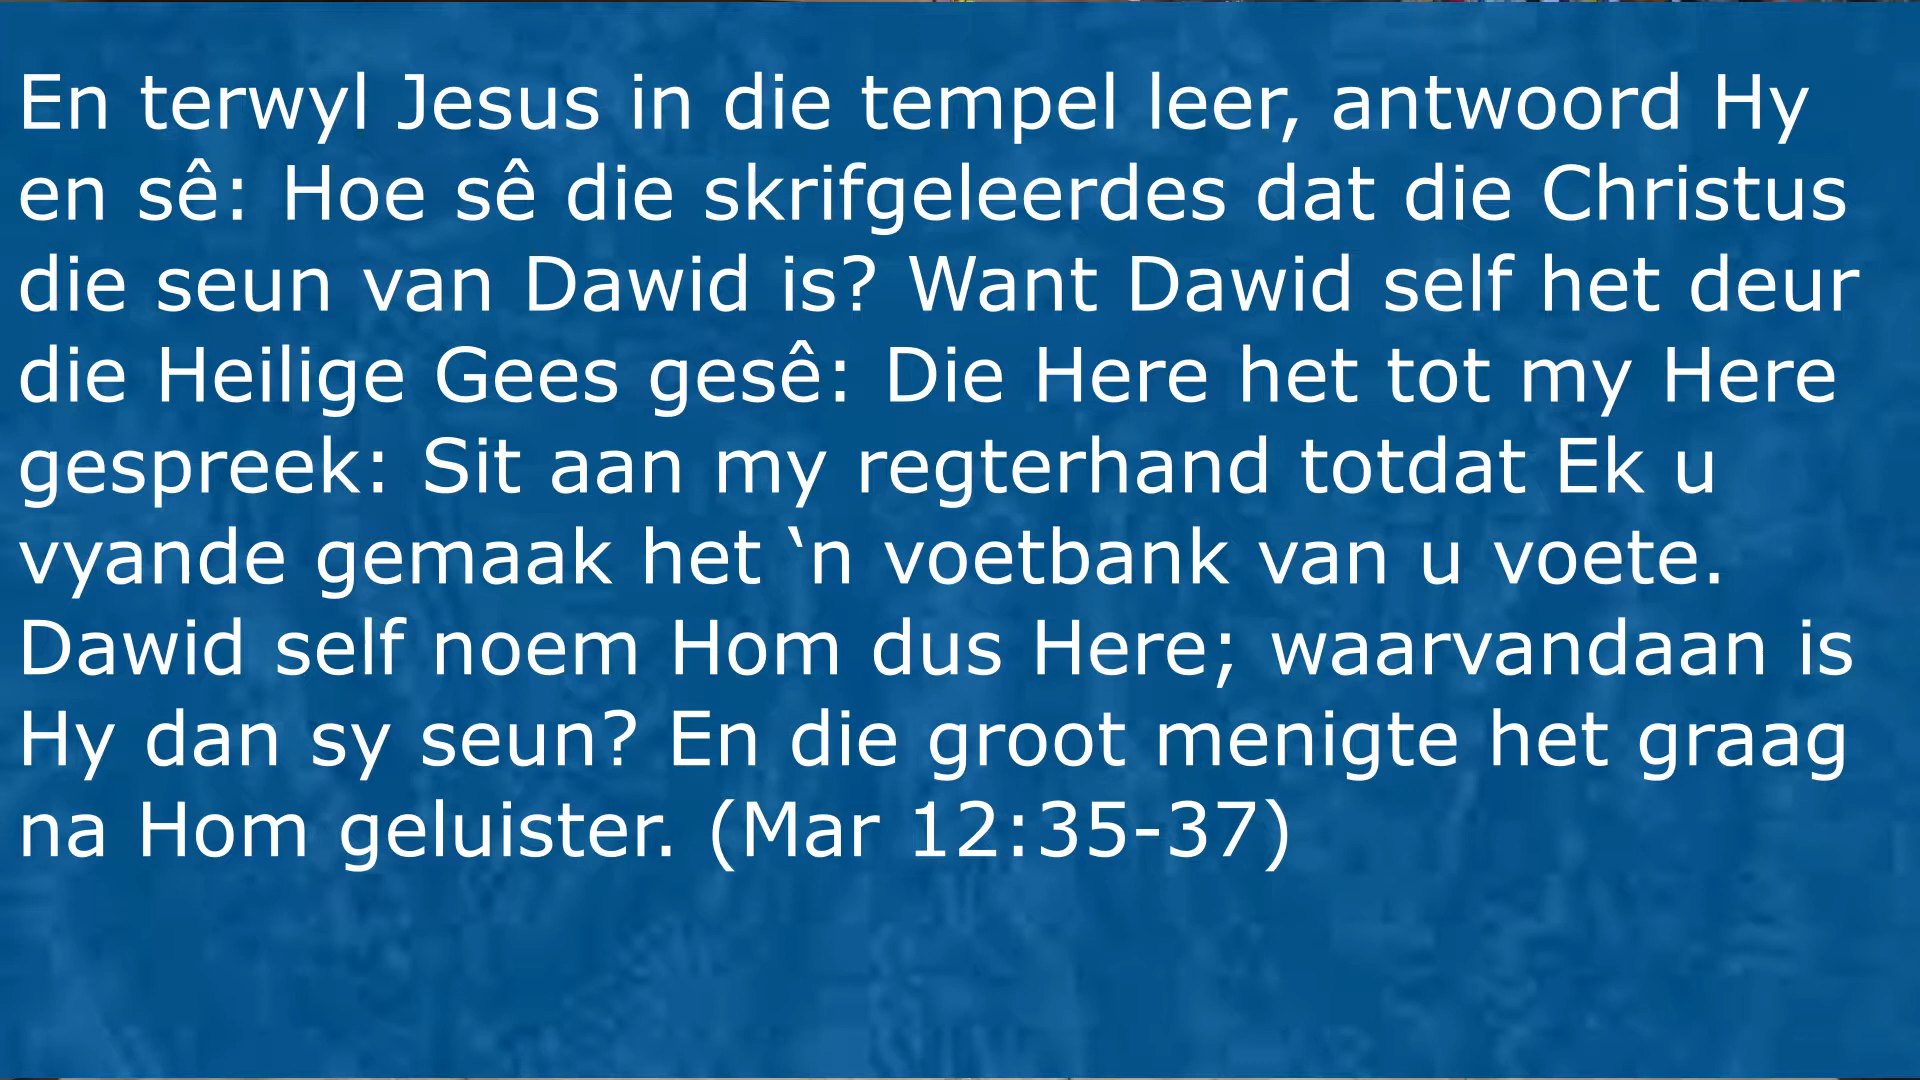 En terwyl Jesus in die tempel leer, antwoord Hy
en sê: Hoe sê die skrifgeleerdes dat die Christus
die seun van Dawid is? Want Dawid self het deur
die Heilige Gees gesê: Die Here het tot my Here
gespreek: Sit aan my regterhand totdat Ek u
vyande gemaak het ‘n voetbank van u voete.
Dawid self noem Hom dus Here; waarvandaan is
Hy dan sy seun? En die groot menigte het graag
na Hom geluister. (Mar 12:35-37)